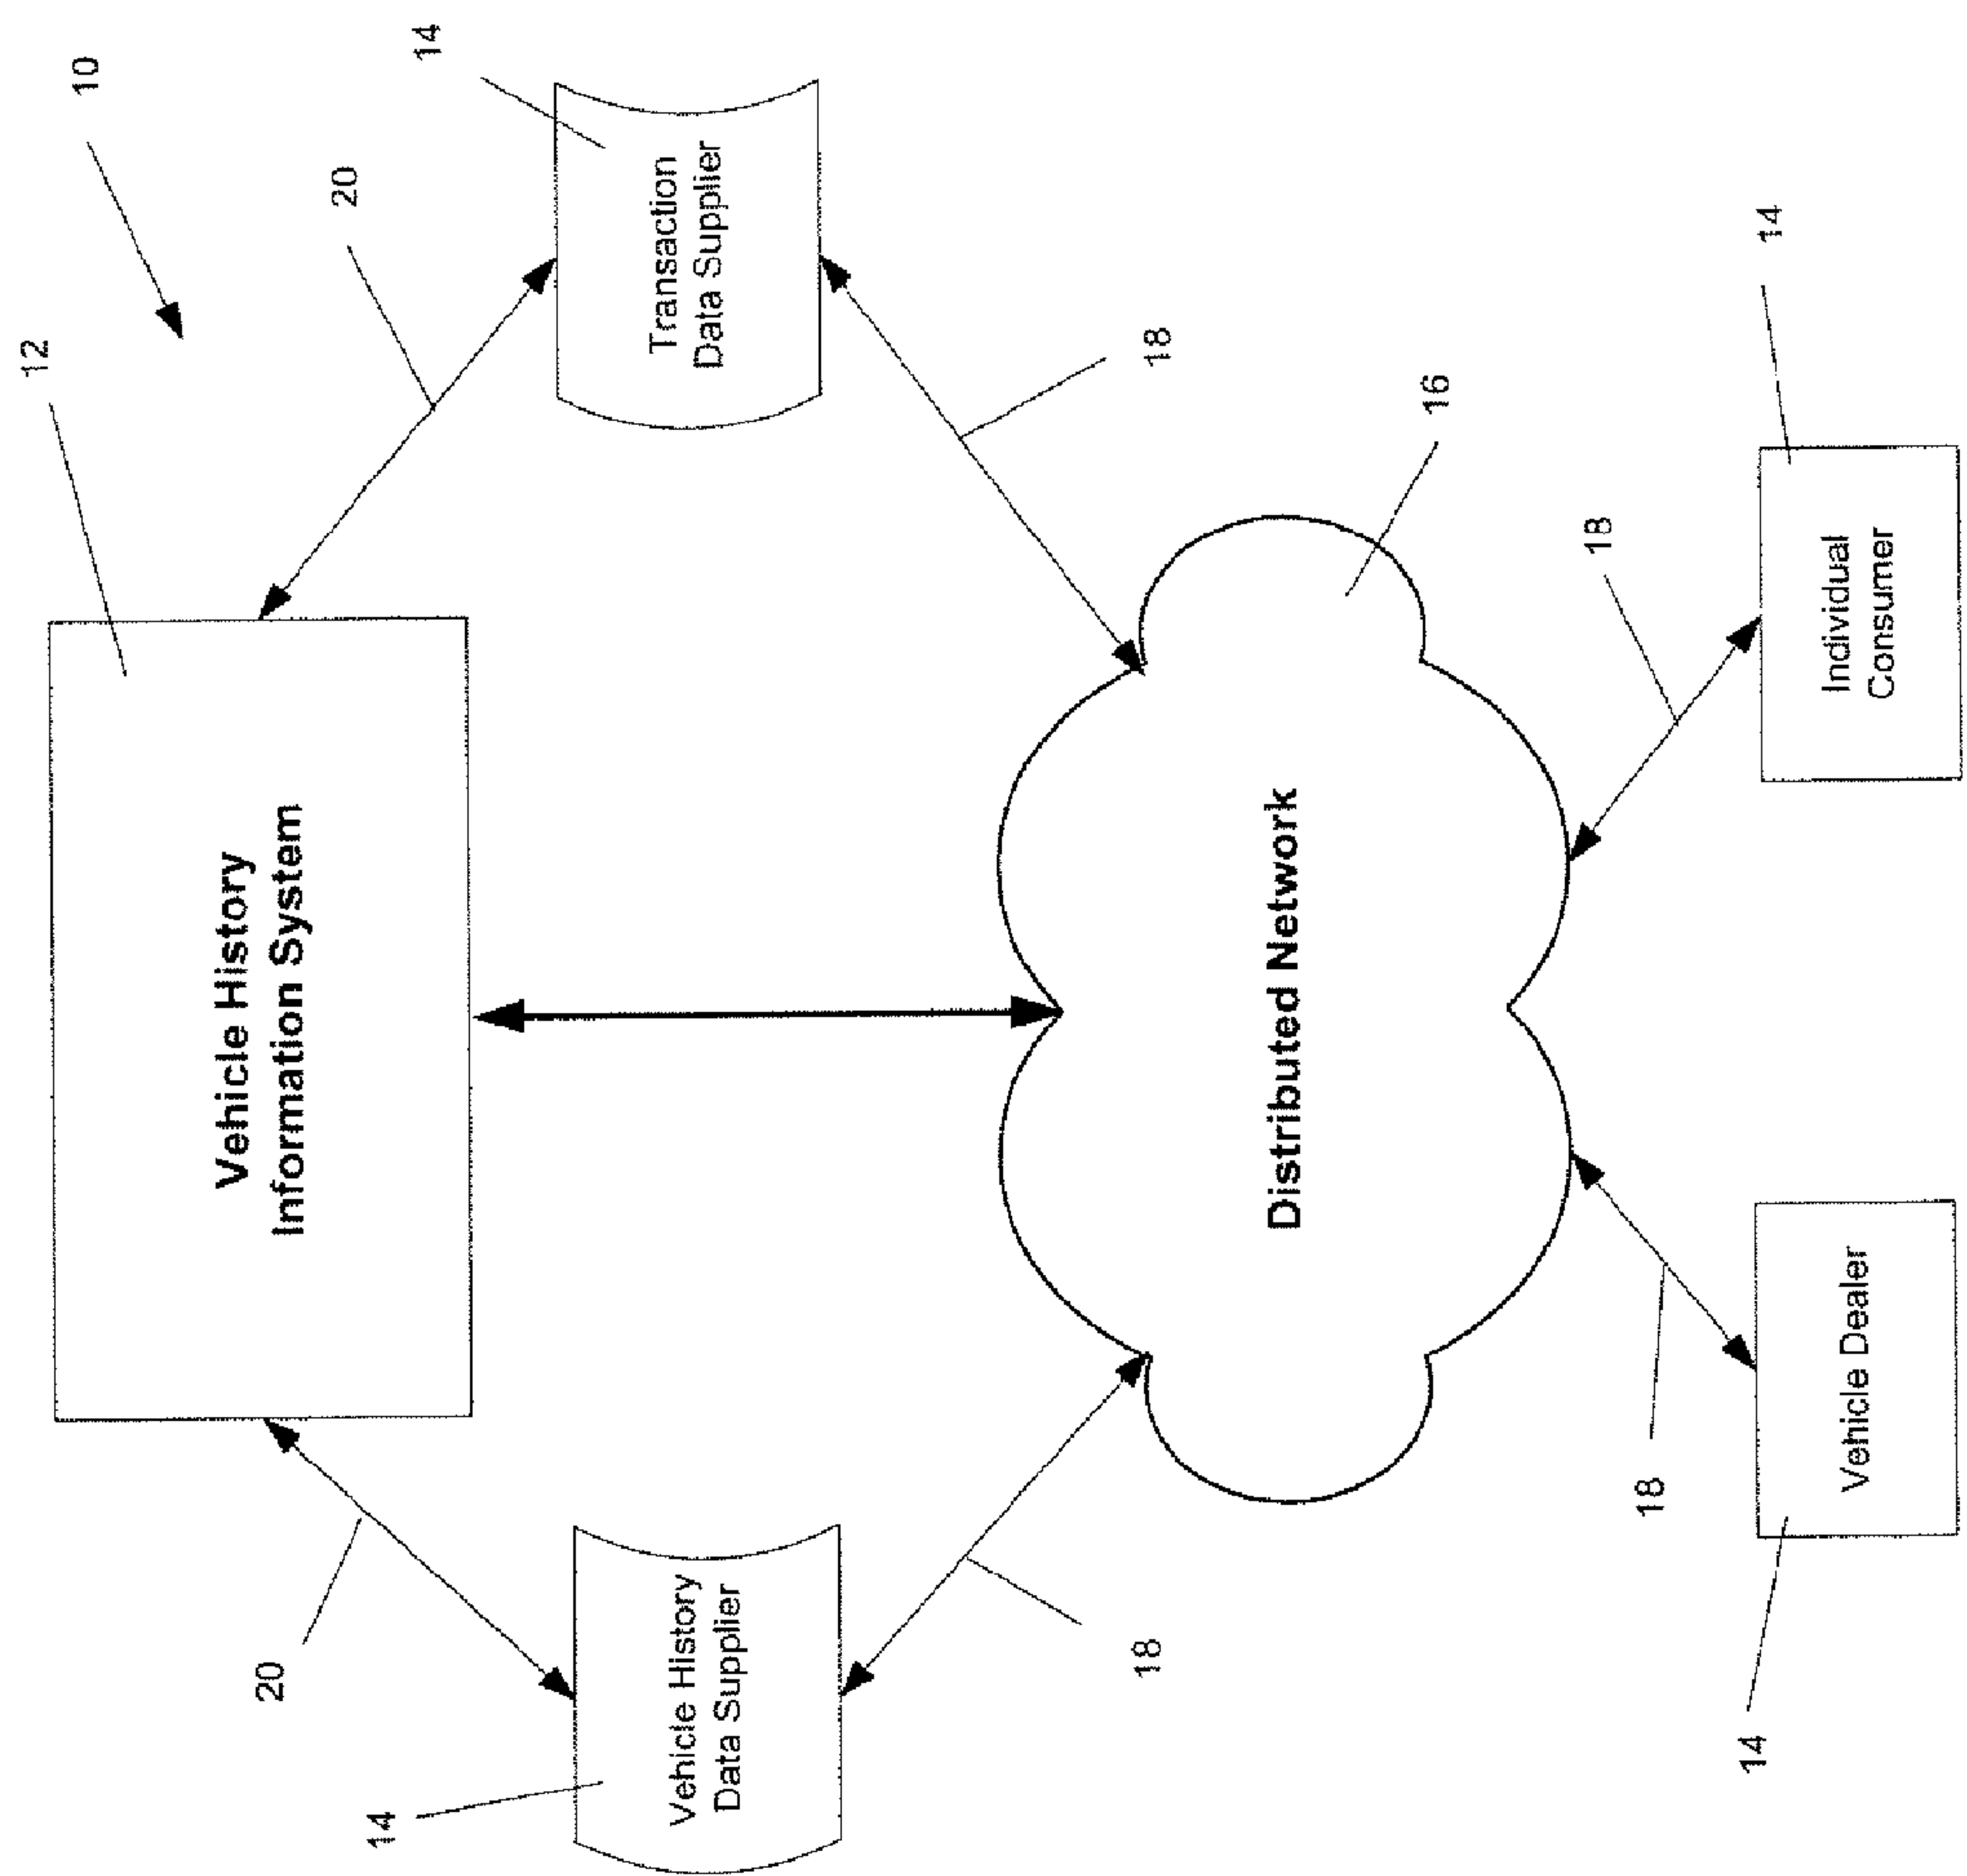 12
10
Vehicle History
Information System
20
20
14
14
Vehicle History
Data Supplier
Transaction
Data Supplier
18
18
Distributed Network
16
18
18
14
14
Vehicle Dealer
Individual
Consumer